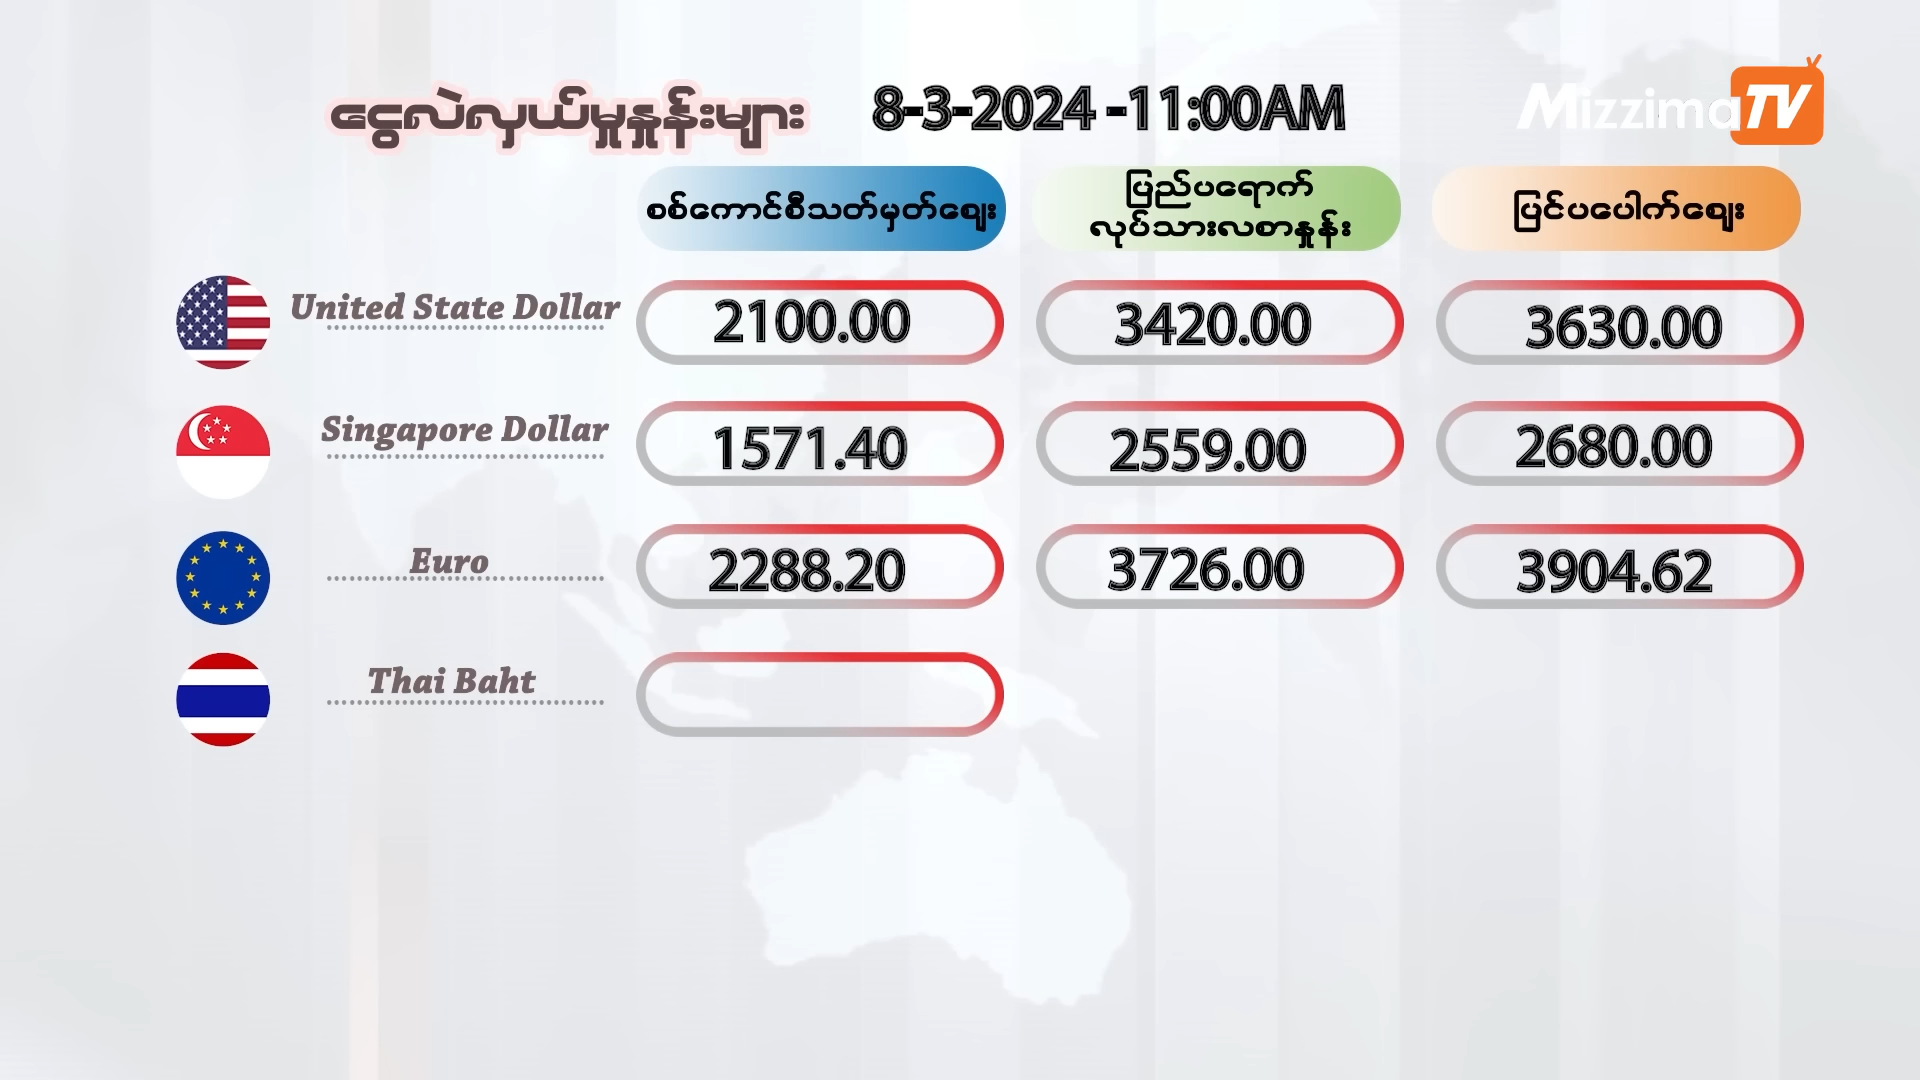 ငွေလဲလှယ်မှုနှုန်းများ 8-3-2024 -11:00AM
MizzimaTV
စစ်ကောင်စီသတ်မှတ်ဈေး
ပြည်ပရောက်
လုပ်သားလစာနှုန်း
ပြင်ပပေါက်ဈေး
United State Dollar 2100.00 3420.00 3630.00
Singapore Dollar 1571.40 2559.00 2680.00
Euro 2288.20 3726.00 3904.62
Thai Baht